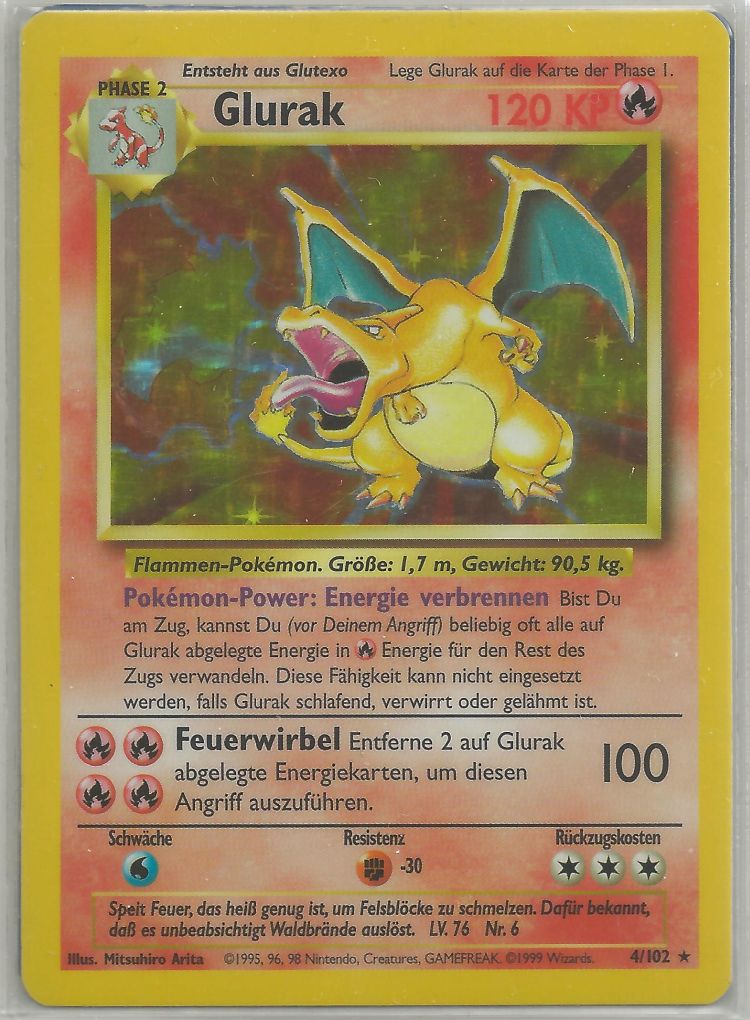 Entsteht aus Glutexo Lege Glurak auf die Karte der Phase 1.
PHASE 2
Glurak 120 KP
Flammen-Pokémon. Größe: 1,7 m, Gewicht: 90,5 kg.
Pokémon-Power: Energie verbrennen Bist Du
am Zug, kannst Du (vor Deinem Angriff) beliebig oft alle auf
Glurak abgelegte Energie in Energie für den Rest des
Zugs verwandeln. Diese Fähigkeit kann nicht eingesetzt
werden, falls Glurak schlafend, verwirrt oder gelähmt ist.
Feuerwirbel Entferne 2 auf Glurak
abgelegte Energiekarten, um diesen
Angriff auszuführen.
100
Schwäche Resistenz Rückzugskosten
-30
Speit Feuer, das heiß genug ist, um Felsblöcke zu schmelzen. Dafür bekannt,
daß es unbeabsichtigt Waldbrände auslöst. LV. 76 Nr. 6
Illus. Mitsuhiro Arita ©1995, 96, 98 Nintendo, Creatures, GAMEFREAK. ©1999 Wizards. 4/102 ★